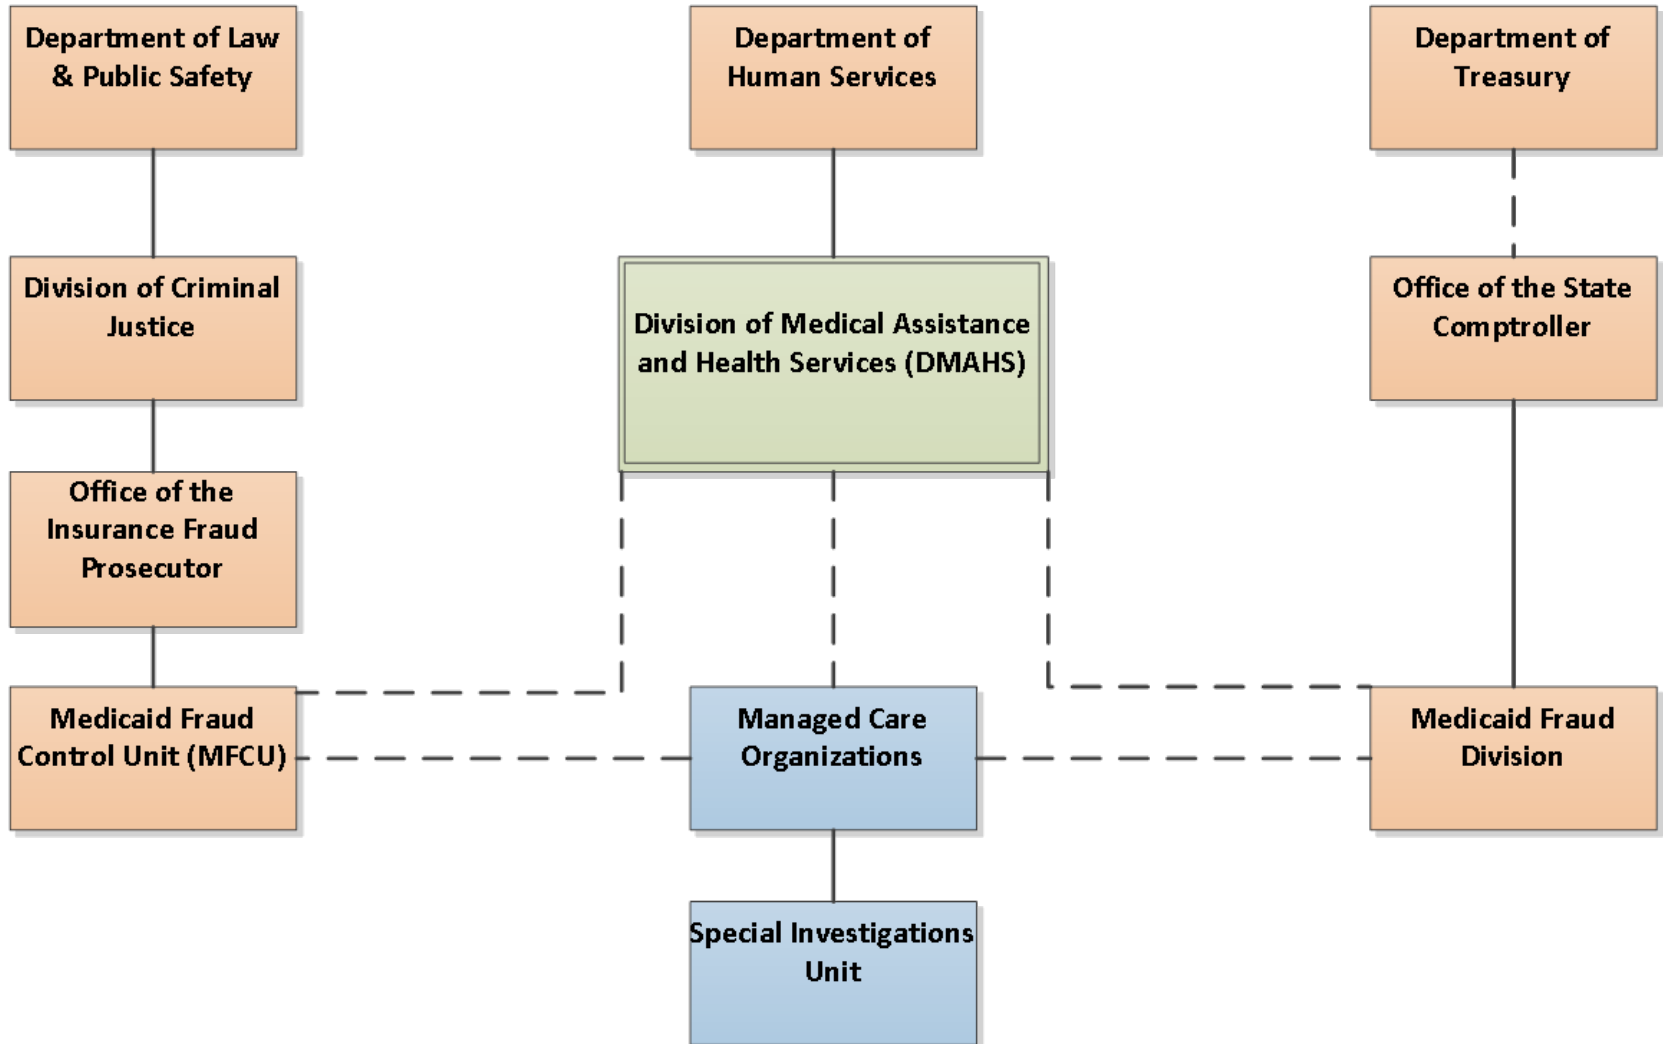 Department of Law
& Public Safety
Department of
Human Services
Department of
Treasury
Division of Criminal
Justice
Division of Medical Assistance
and Health Services (DMAHS)
Office of the State
Comptroller
Office of the
Insurance Fraud
Prosecutor
Medicaid Fraud
Control Unit (MFCU)
Managed Care
Organizations
Medicaid Fraud
Division
Special Investigations
Unit